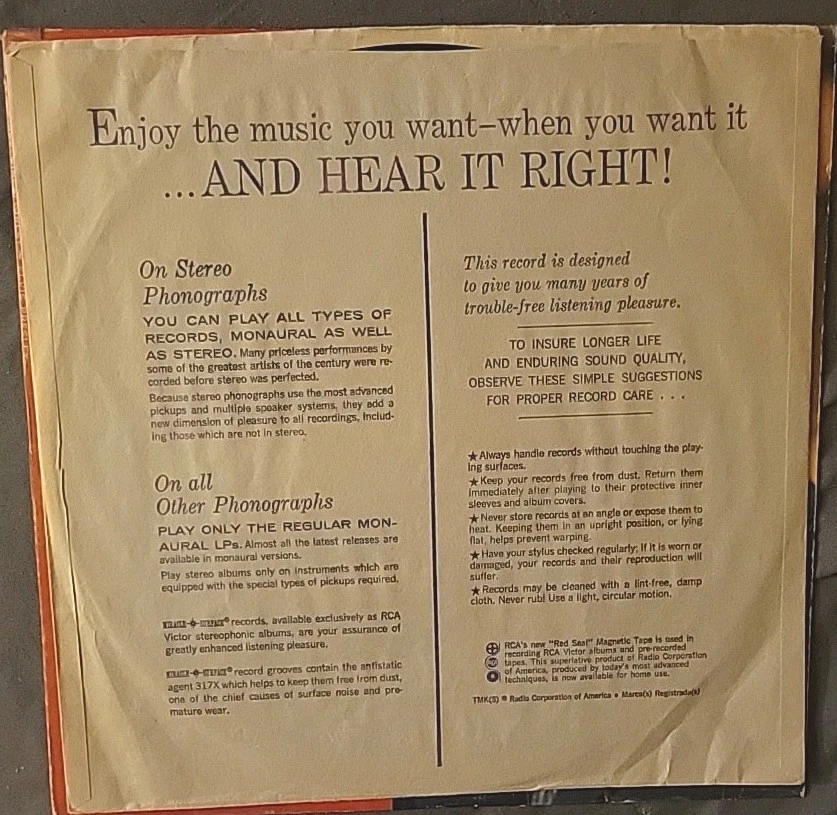 Enjoy the music you want–when you want it
...AND HEAR IT RIGHT!
On Stereo
Phonographs
YOU CAN PLAY ALL TYPES OF
RECORDS, MONAURAL AS WELL
AS STEREO. Many priceless performances by
some of the greatest artists of the century were re-
corded before stereo was perfected.
Because stereo phonographs use the most advanced
pickups and multiple speaker systems, they add a
new dimension of pleasure to all recordings, includ-
ing those which are not in stereo.
On all
Other Phonographs
PLAY ONLY THE REGULAR MON-
AURAL LPs. Almost all the latest releases are
available in monaural versions.
Play stereo albums only on instruments which are
equipped with the special types of pickups required.
records, available exclusively as RCA
Victor stereophonic albums, are your assurance of
greatly enhanced listening pleasure.
record grooves contain the antistatic
agent 317X which helps to keep them free from dust,
one of the chief causes of surface noise and pre-
mature wear.
This record is designed
to give you many years of
trouble-free listening pleasure.
TO INSURE LONGER LIFE
AND ENDURING SOUND QUALITY,
OBSERVE THESE SIMPLE SUGGESTIONS
FOR PROPER RECORD CARE . . .
★ Always handle records without touching the play-
ing surfaces.
★ Keep your records free from dust. Return them
immediately after playing to their protective inner
sleeves and album covers.
★ Never store records at an angle or expose them to
heat. Keeping them in an upright position, or lying
flat, helps prevent warping.
★ Have your stylus checked regularly; if it is worn or
damaged, your records and their reproduction will
suffer.
★ Records may be cleaned with a lint-free, damp
cloth. Never rub! Use a light, circular motion.
RCA's new "Red Seal" Magnetic Tape is used in
recording RCA Victor albums and pre-recorded
tapes. This superlative product of Radio Corporation
of America, produced by today's most advanced
techniques, is now available for home use.
TMK(S) ® Radio Corporation of America • Marca(s) Registrada(s)